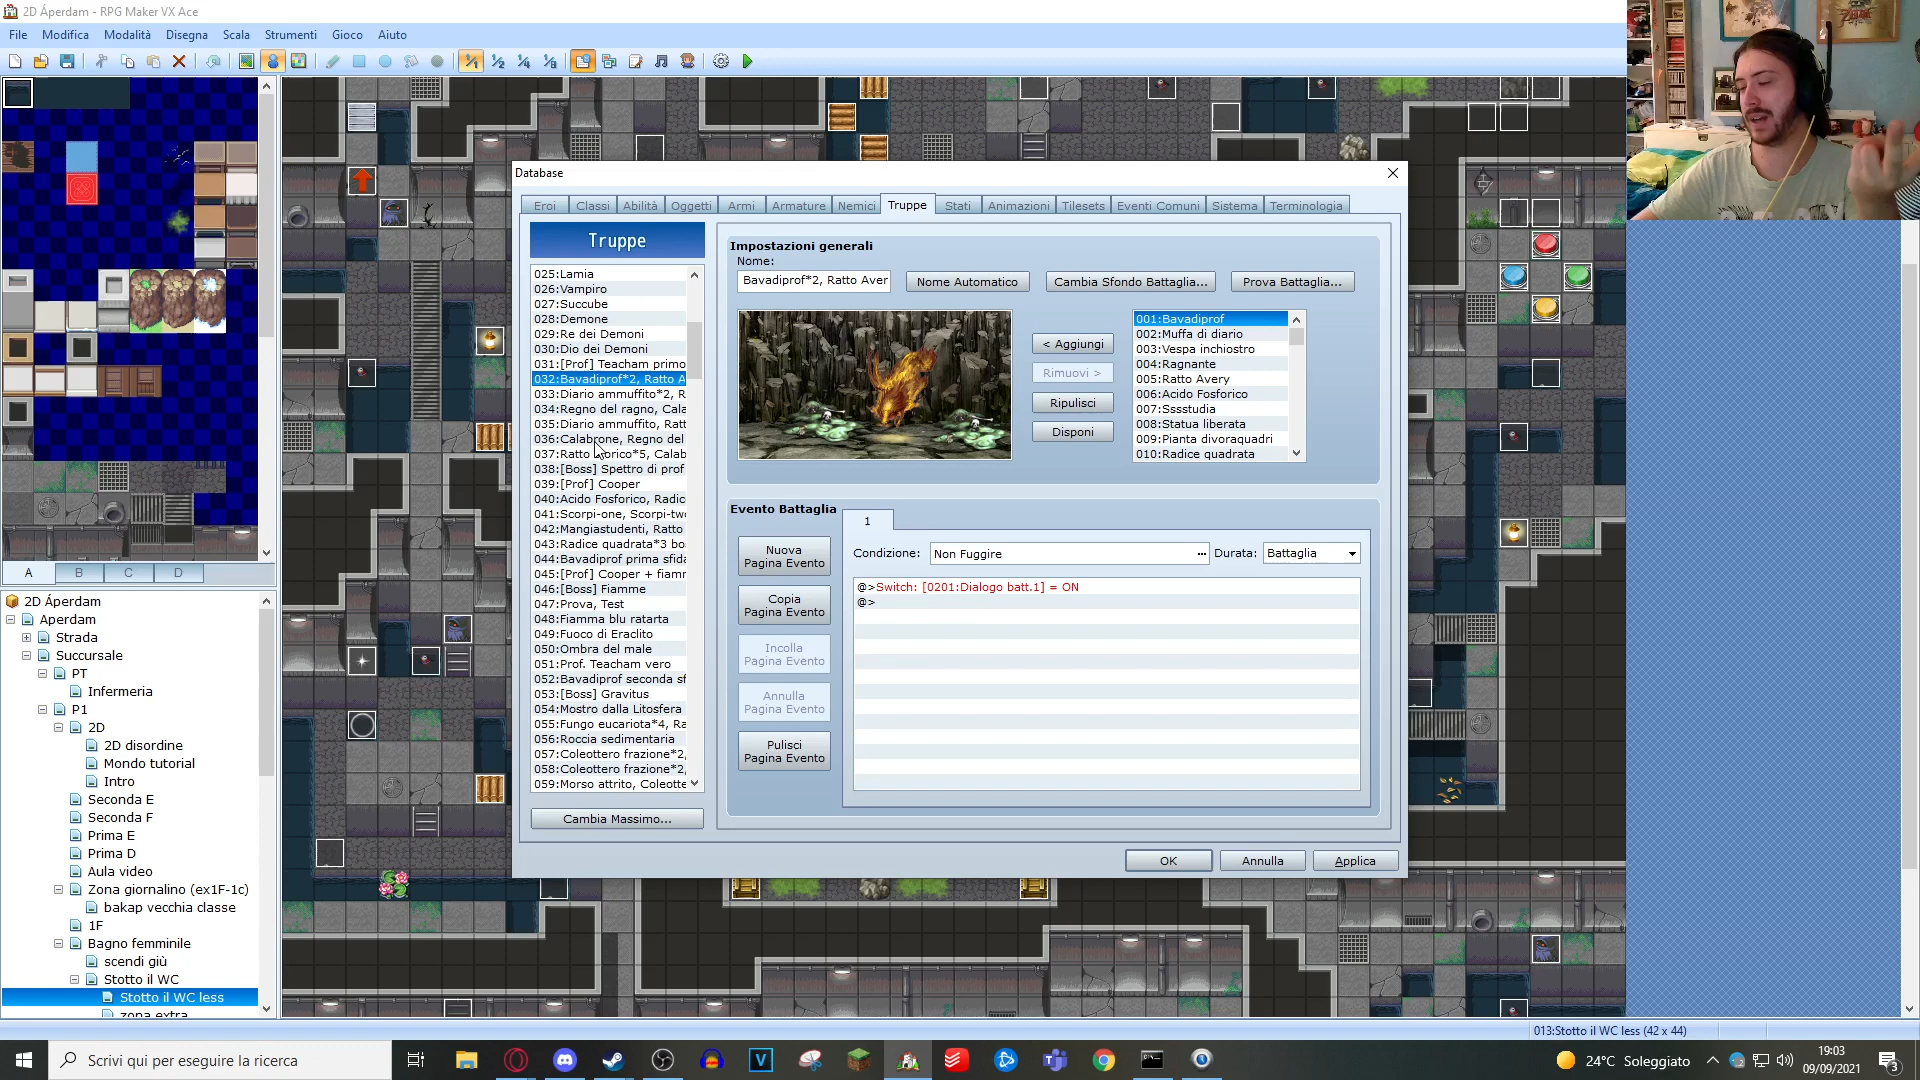 2D Áperdam - RPG Maker VX Ace
File Modifica Modalità Disegna Scala Strumenti Gioco Aiuto
Database
Eroi Classi Abilità Oggetti Armi Armature Nemici Truppe Stati Animazioni Tilesets Eventi Comuni Sistema Terminologia
Truppe
025:Lamia
026:Vampiro
027:Succube
028:Demone
029:Re dei Demoni
030:Dio dei Demoni
031:[Prof] Teacham primo
032:Bavadiprof*2, Ratto A
033:Diario ammuffito*2, R
034:Regno del ragno, Cala
035:Diario ammuffito, Ratt
036:Calabrone, Regno del
037:Ratto orico*5, Calab
038:[Boss] Spettro di prof
039:[Prof] Cooper
040:Acido Fosforico, Radic
041:Scorpi-one, Scorpi-tw
042:Mangiastudenti, Ratto
043:Radice quadrata*3 bo
044:Bavadiprof prima sfid
045:[Prof] Cooper + fiam
046:[Boss] Fiamme
047:Prova, Test
048:Fiamma blu ratarta
049:Fuoco di Eraclito
050:Ombra del male
051:Prof. Teacham vero
052:Bavadiprof seconda sf
053:[Boss] Gravitus
054:Mostro dalla Litosfera
055:Fungo eucariota*4, Ra
056:Roccia sedimentaria
057:Coleottero frazione*2,
058:Coleottero frazione*2,
059:Morso attrito, Coleotte
Cambia Massimo...
Impostazioni generali
Nome:
Bavadiprof*2, Ratto Aver
Nome Automatico
Cambia Sfondo Battaglia...
Prova Battaglia...
< Aggiungi
Rimuovi >
Ripulisci
Disponi
001:Bavadiprof
002:Muffa di diario
003:Vespa inchiostro
004:Ragnante
005:Ratto Avery
006:Acido Fosforico
007:Sssstudia
008:Statua liberata
009:Pianta divoraquadri
010:Radice quadrata
Evento Battaglia
1
Nuova
Pagina Evento
Copia
Pagina Evento
Incolla
Pagina Evento
Annulla
Pagina Evento
Pulisci
Pagina Evento
Condizione: Non Fuggire ... Durata: Battaglia
@>Switch: [0201:Dialogo batt.1] = ON
@>
OK Annulla Applica
A B C D
2D Áperdam
Aperdam
Strada
Succursale
PT
Infermeria
P1
2D
2D disordine
Mondo tutorial
Intro
Seconda E
Seconda F
Prima E
Prima D
Aula video
Zona giornalino (ex1F-1c)
bakap vecchia classe
1F
Bagno femminile
scendi giù
Stotto il WC
Stotto il WC less
zona extra
013:Stotto il WC less (42 x 44)
Scrivi qui per eseguire la ricerca
24°C Soleggiato
19:03
09/09/2021
3